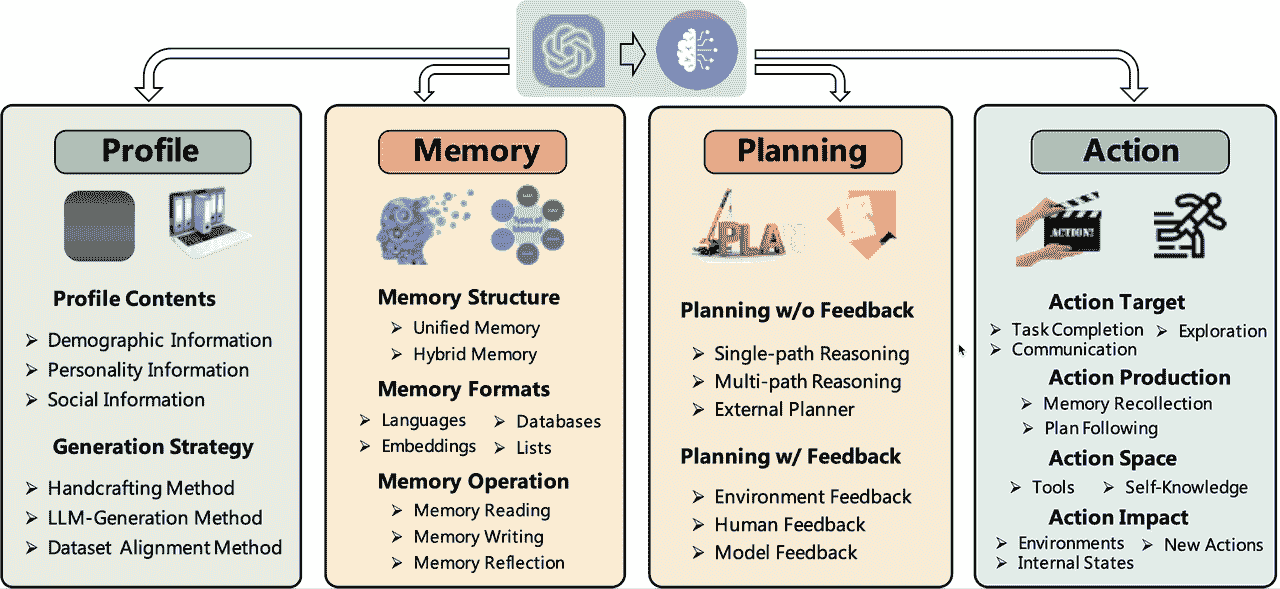 Profile
Profile Contents
Demographic Information
Personality Information
Social Information
Generation Strategy
Handcrafting Method
LLM-Generation Method
Dataset Alignment Method
Memory
Memory Structure
Unified Memory
Hybrid Memory
Memory Formats
Languages
Databases
Embeddings
Lists
Memory Operation
Memory Reading
Memory Writing
Memory Reflection
Planning
PLA
Planning w/o Feedback
Single-path Reasoning
Multi-path Reasoning
External Planner
Planning w/ Feedback
Environment Feedback
Human Feedback
Model Feedback
Action
ACTION!
Action Target
Task Completion
Exploration
Communication
Action Production
Memory Recollection
Plan Following
Action Space
Tools
Self-Knowledge
Action Impact
Environments
New Actions
Internal States